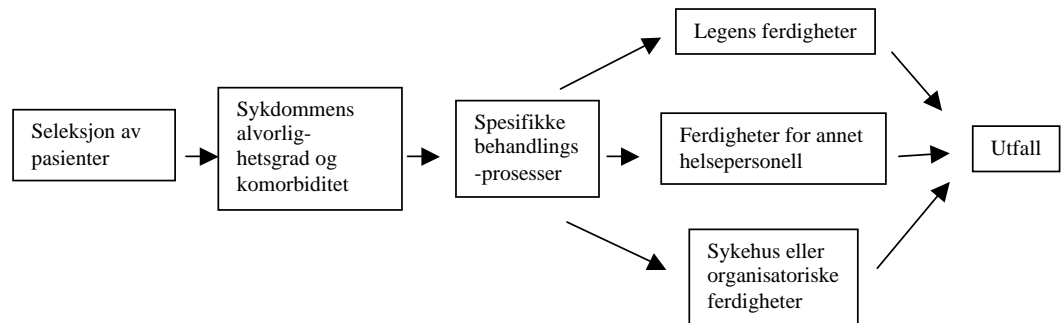 Seleksjon av
pasienter
Sykdommens
alvorlig-
hetsgrad og
komorbiditet
Spesifikke
behandlings
-prosesser
Legens ferdigheter
Ferdigheter for annet
helsepersonell
Sykehus eller
organisatoriske
ferdigheter
Utfall